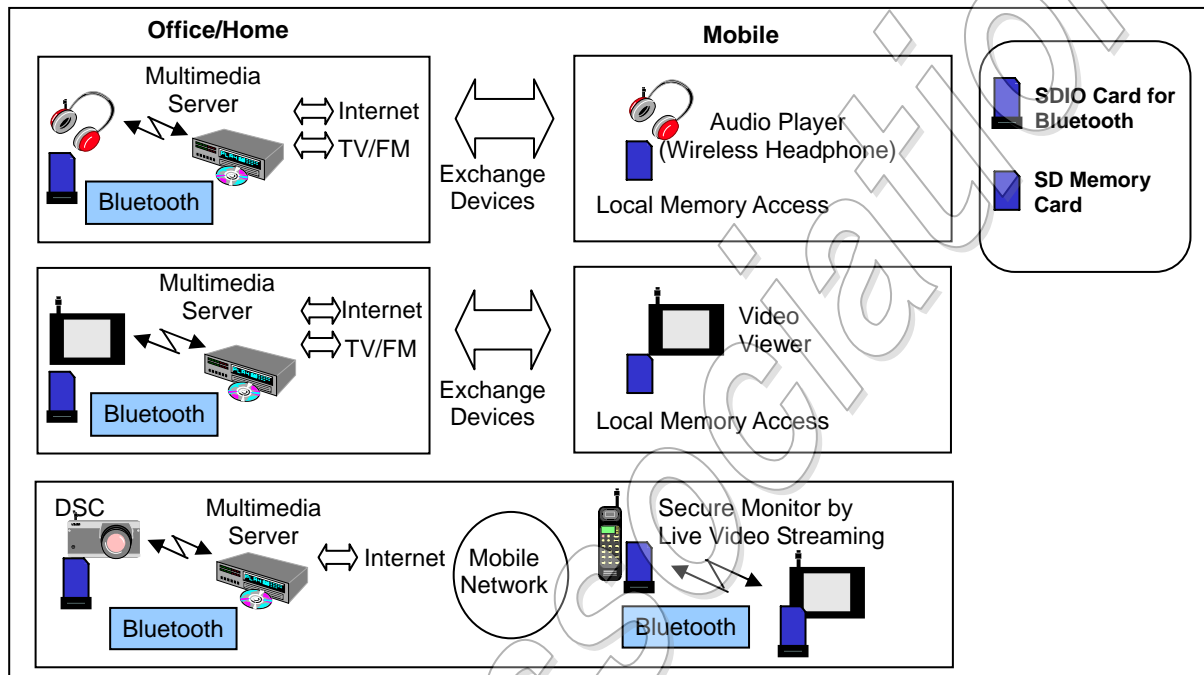 Office/Home
Mobile
Multimedia
Server
Internet
TV/FM
Bluetooth
Exchange
Devices
Audio Player
(Wireless Headphone)
Local Memory Access
SDIO Card for
Bluetooth
SD Memory
Card
Multimedia
Server
Internet
TV/FM
Bluetooth
Exchange
Devices
Video
Viewer
Local Memory Access
DSC
Multimedia
Server
Internet
Bluetooth
Mobile
Network
Secure Monitor by
Live Video Streaming
Bluetooth
ssociation